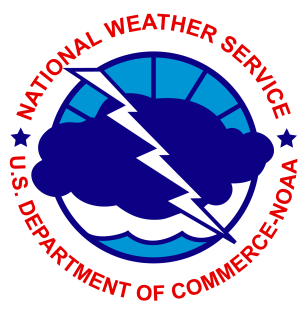 NATIONAL WEATHER SERVICE
U.S. DEPARTMENT OF COMMERCE-NOAA